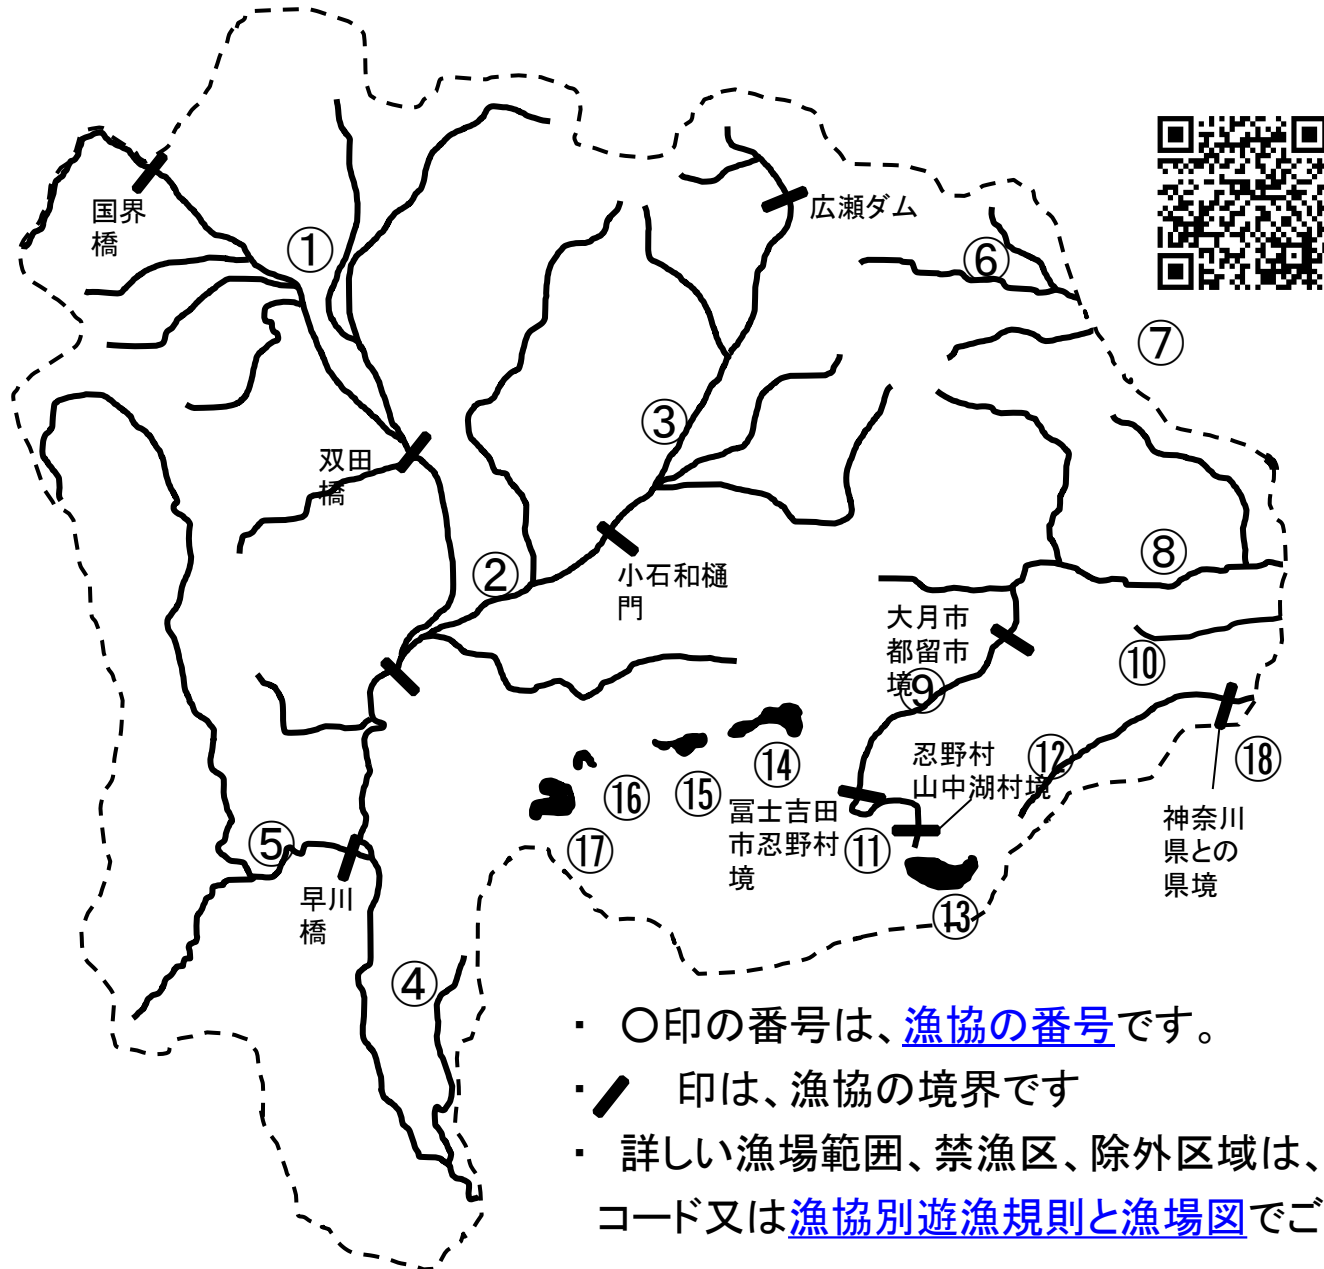 国界
橋
①
広瀬ダム
⑥
⑦
③
双田
橋
②
小石和樋
門
⑧
大月市
都留市
境
⑨
⑩
⑭
⑮
⑯
⑰
忍野村
山中湖村境
⑫
⑱
冨士吉田
市忍野村
境
⑪
神奈川
県との
県境
⑤
早川
橋
⑬
④
・ 〇印の番号は、漁協の番号です。
・ 印は、漁協の境界です
・ 詳しい漁場範囲、禁漁区、除外区域は、
コード又は漁協別遊漁規則と漁場図でご